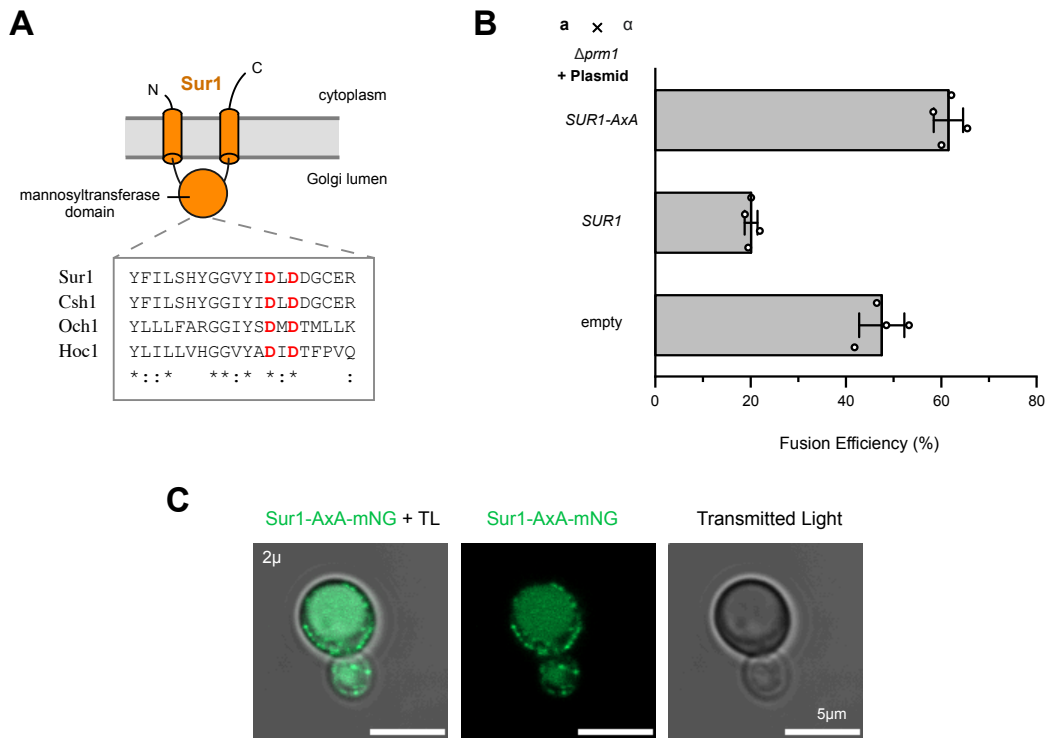 A
N
Sur1
C
cytoplasm
Golgi lumen
mannosyltransferase
domain
Sur1 YFILSHYGGVYIDLDDGCER
Csh1 YFILSHYGGIYIDLDDGCER
Och1 YLLLFARGGIYSDMDTMLLK
Hoc1 YLILLVHGGVYADIDTFPVQ
*::* **:* *:* :
B
a × α
Δprm1
+ Plasmid
SUR1-AxA
SUR1
empty
0 20 40 60 80
Fusion Efficiency (%)
C
Sur1-AxA-mNG + TL Sur1-AxA-mNG Transmitted Light
2μ
5μm